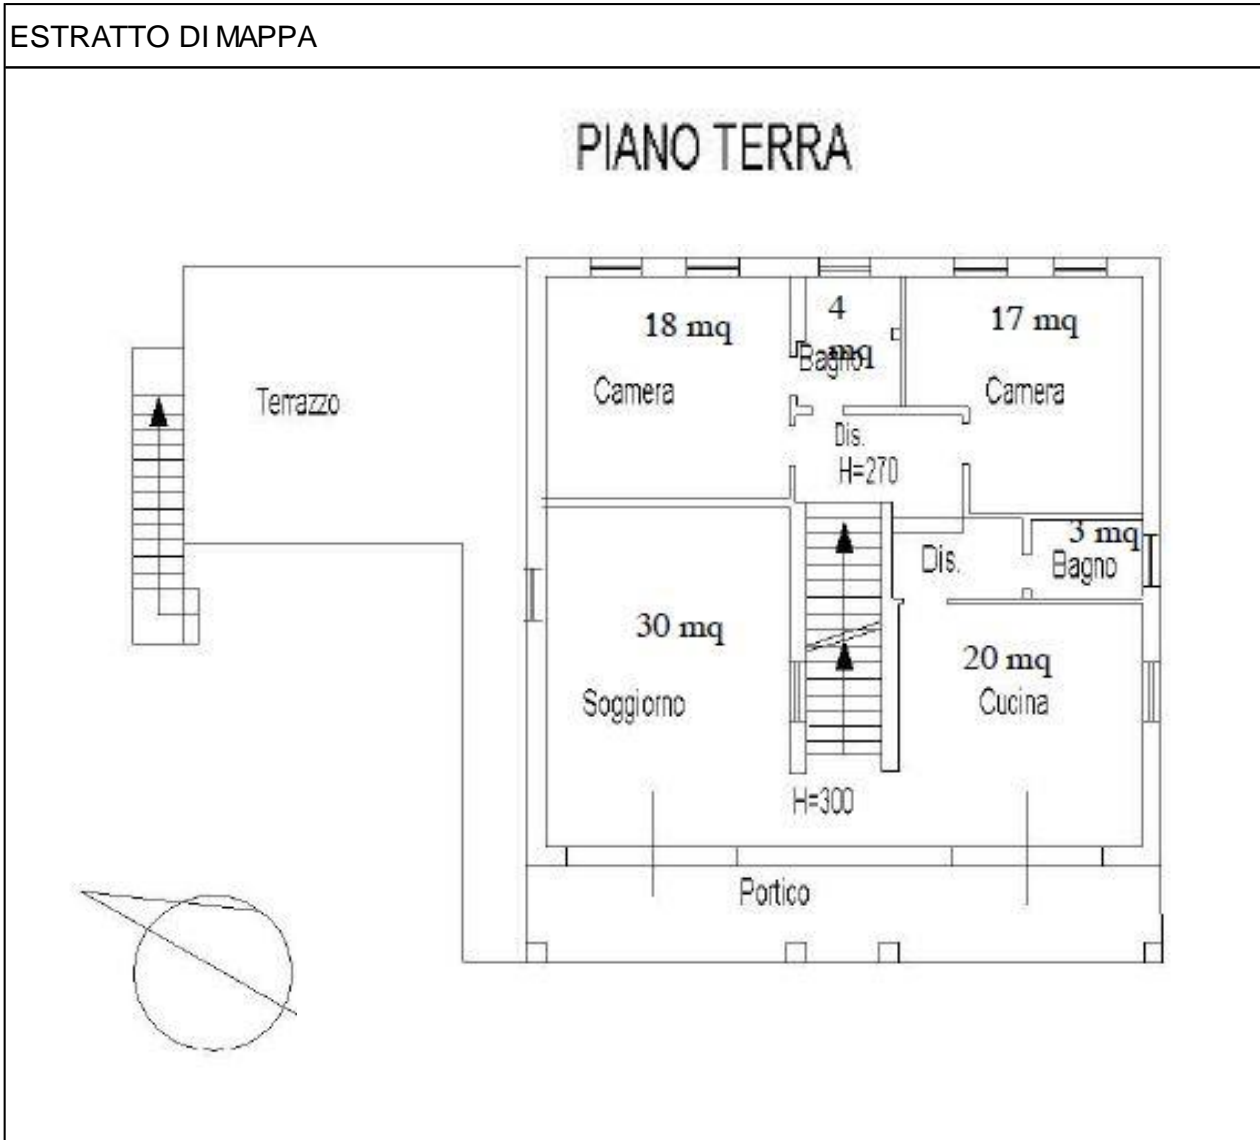 ESTRATTO DI MAPPA
PIANO TERRA
18 mq
4
mq
17 mq
Camera
Bagno
Camera
Terrazzo
Dis.
H=270
3 mq
Dis.
Bagno
30 mq
20 mq
Soggiorno
Cucina
H=300
Portico